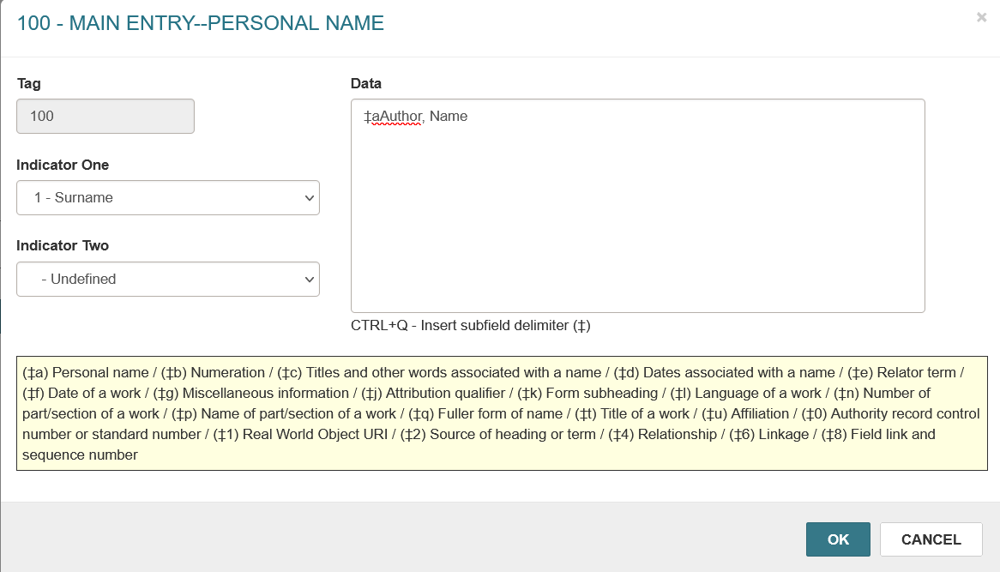 100 - MAIN ENTRY--PERSONAL NAME
×
Tag
100
Indicator One
1 - Surname
Indicator Two
- Undefined
Data
‡aAuthor, Name
CTRL+Q - Insert subfield delimiter (‡)
(‡a) Personal name / (‡b) Numeration / (‡c) Titles and other words associated with a name / (‡d) Dates associated with a name / (‡e) Relator term /
(‡f) Date of a work / (‡g) Miscellaneous information / (‡j) Attribution qualifier / (‡k) Form subheading / (‡l) Language of a work / (‡n) Number of
part/section of a work / (‡p) Name of part/section of a work / (‡q) Fuller form of name / (‡t) Title of a work / (‡u) Affiliation / (‡0) Authority record control
number or standard number / (‡1) Real World Object URI / (‡2) Source of heading or term / (‡4) Relationship / (‡6) Linkage / (‡8) Field link and
sequence number
OK
CANCEL